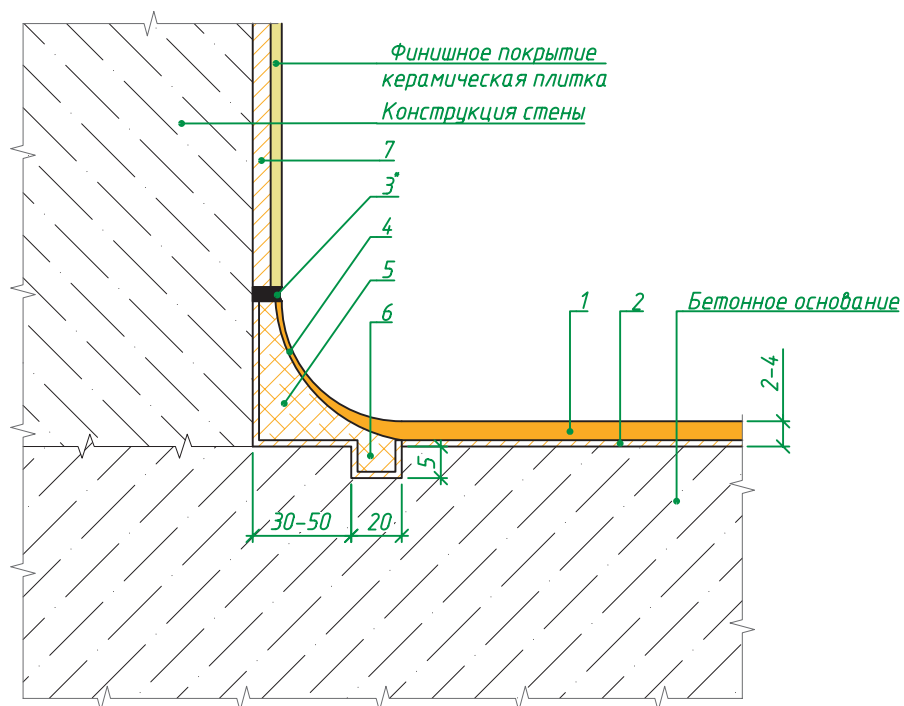 Финишное покрытие
керамическая плитка
Конструкция стены
7
3*
4
5
6
1
2
Бетонное основание
2-4
5
30-50
20